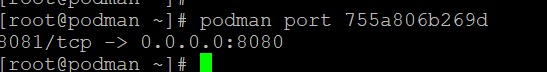 [root@podman ~]# podman port 755a806b269d
8081/tcp -> 0.0.0.0:8080
[root@podman ~]#